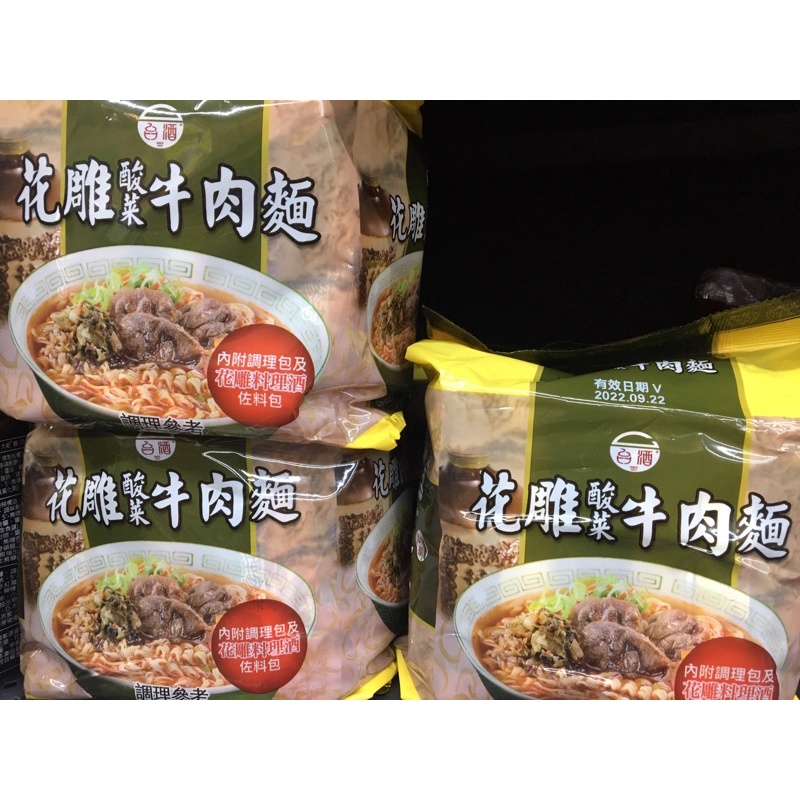 台酒
花雕酸菜牛肉麵
內附調理包及
花雕料理酒
佐料包
調理參考
花雕
台酒
花雕酸菜牛肉麵
內附調理包及
花雕料理酒
佐料包
調理參考
花
牛肉麵
有效日期 V
2022.09.22
台酒
花雕酸菜牛肉麵
內附調理包及
花雕料理酒